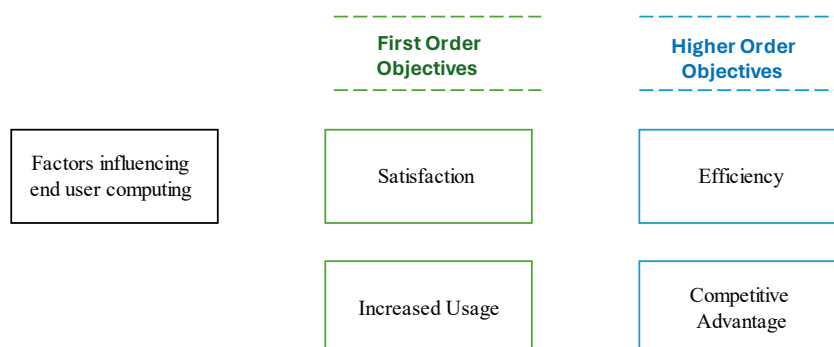 First Order
Objectives
Higher Order
Objectives
Factors influencing
end user computing
Satisfaction
Efficiency
Increased Usage
Competitive
Advantage